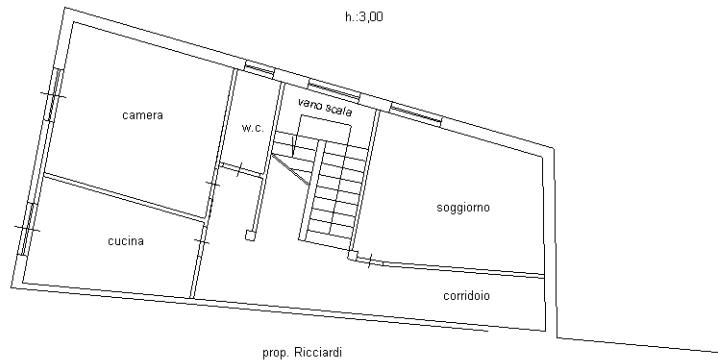 h.:3,00
camera
w.c.
vano scala
soggiorno
cucina
corridoio
prop. Ricciardi